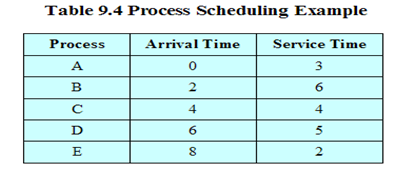 Table 9.4 Process Scheduling Example
Process Arrival Time Service Time
A 0 3
B 2 6
C 4 4
D 6 5
E 8 2